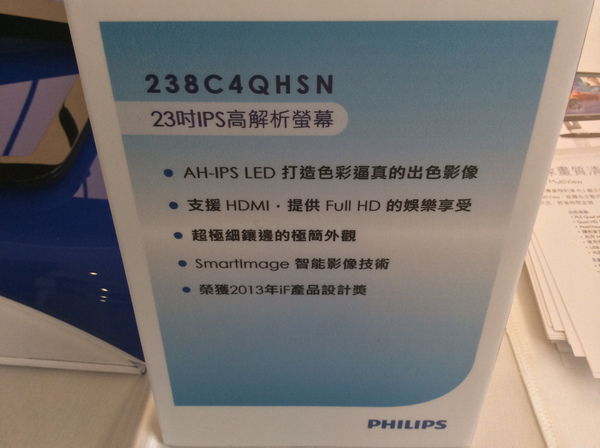 238C4QHSN
23吋IPS高解析螢幕
AH-IPS LED 打造色彩逼真的出色影像
支援 HDMI．提供 Full HD 的娛樂享受
超極細鑲邊的極簡外觀
SmartImage 智能影像技術
榮獲2013年iF產品設計獎
PHILIPS